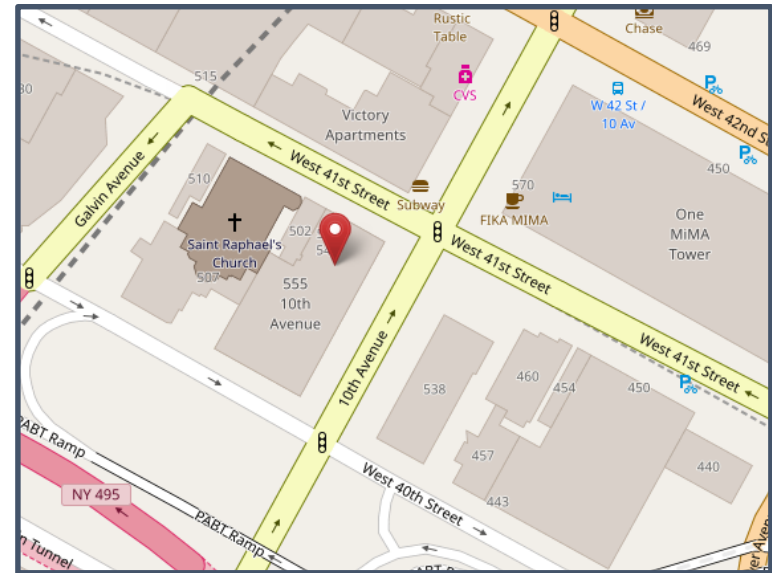 Rustic
Table
Chase
469
515
CVS
W 42 St /
10 Av
West 42nd S
Victory
Apartments
450
Galvin Avenue
510
West 41st Street
570
Subway
FIKA MIMA
One
MiMA
Tower
Saint Raphael's
Church
502
507
555
10th
Avenue
West 41st Street
West 41st Street
10th Avenue
538
460
454
450
PABT Ramp
457
440
West 40th Street
443
NY 495
PABT Ramp
n Tunnel